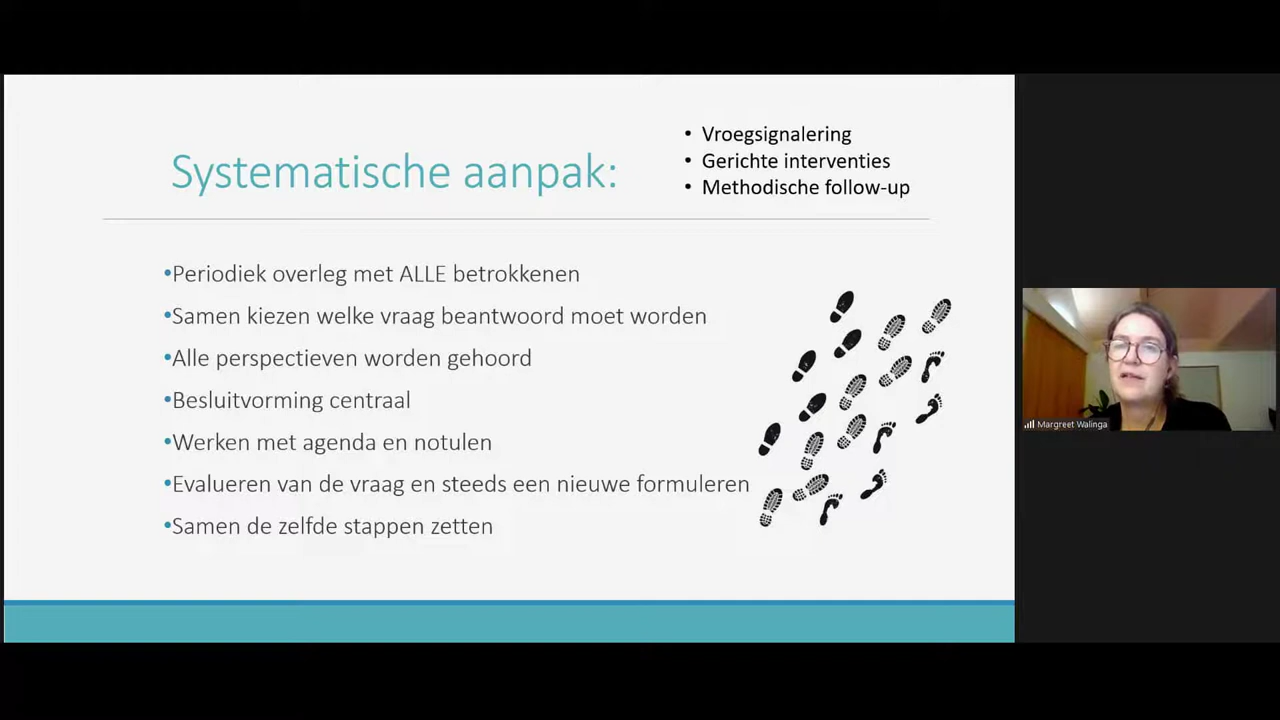 Systematische aanpak:
• Vroegsignalering
• Gerichte interventies
• Methodische follow-up
•Periodiek overleg met ALLE betrokkenen
•Samen kiezen welke vraag beantwoord moet worden
•Alle perspectieven worden gehoord
•Besluitvorming centraal
•Werken met agenda en notulen
•Evalueren van de vraag en steeds een nieuwe formuleren
•Samen de zelfde stappen zetten
Margreet Walinga